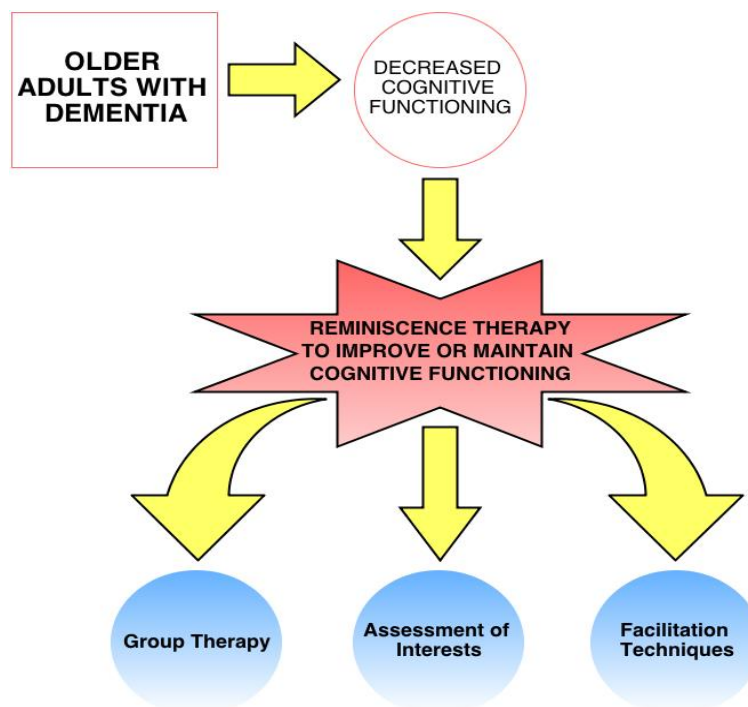 OLDER
ADULTS WITH
DEMENTIA
DECREASED
COGNITIVE
FUNCTIONING
REMINISCENCE THERAPY
TO IMPROVE OR MAINTAIN
COGNITIVE FUNCTIONING
Group Therapy
Assessment of
Interests
Facilitation
Techniques